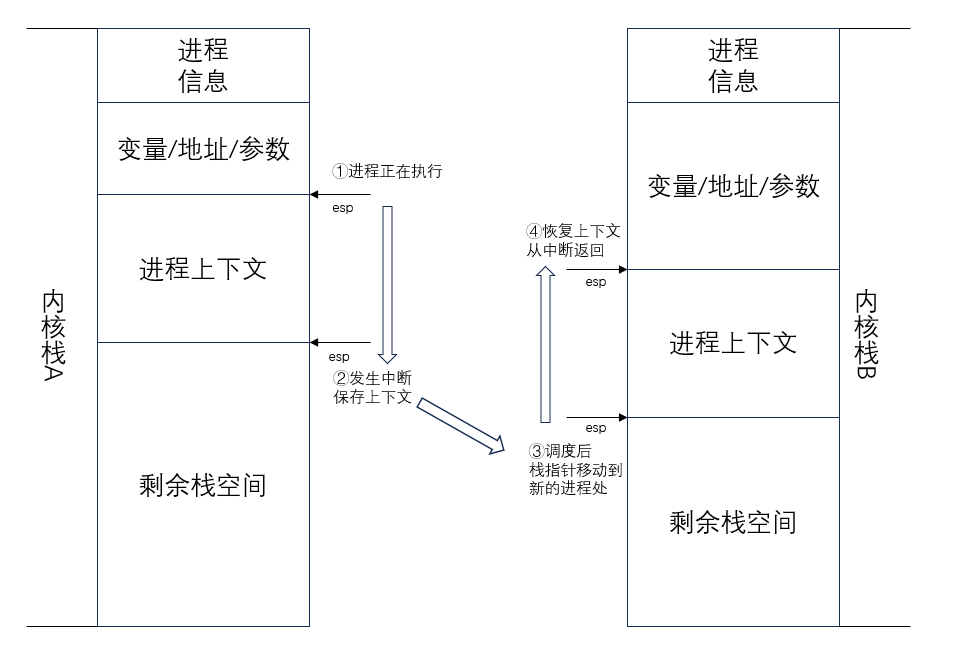 内核栈A
进程
信息
变量/地址/参数
进程上下文
剩余栈空间
①进程正在执行
esp
esp
②发生中断
保存上下文
③调度后
栈指针移动到
新的进程处
esp
④恢复上下文
从中断返回
esp
进程
信息
变量/地址/参数
进程上下文
剩余栈空间
内核栈B